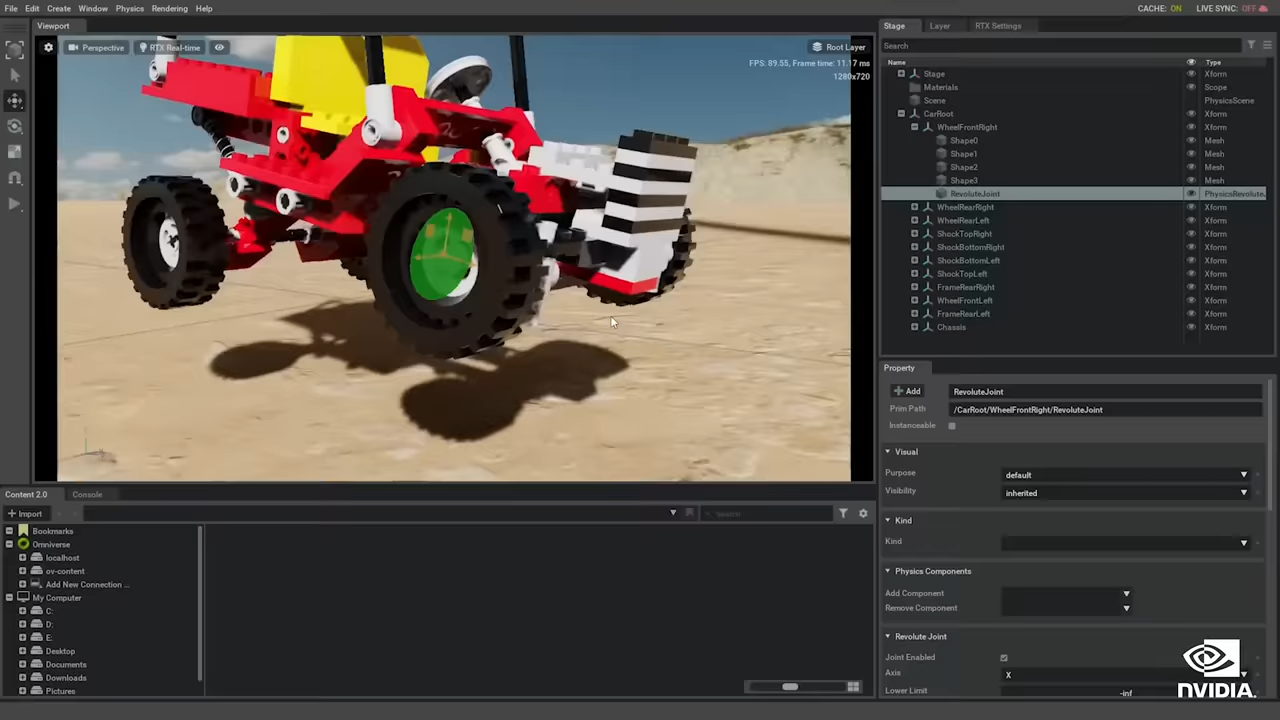 File Edit Create Window Physics Rendering Help
CACHE: ON LIVE SYNC: OFF
Viewport
Stage Layer RTX Settings
Perspective RTX Real-time Root Layer
FPS: 89.55, Frame time: 11.17 ms
1280x720
Search
Name Type
Stage Xform
Materials Scope
Scene PhysicsScene
CarRoot Xform
WheelFrontRight Xform
Shape0 Mesh
Shape1 Mesh
Shape2 Mesh
Shape3 Mesh
RevoluteJoint PhysicsRevolute.
WheelRearRight Xform
WheelRearLeft Xform
ShockTopRight Xform
ShockBottomRight Xform
ShockBottomLeft Xform
ShockTopLeft Xform
FrameRearRight Xform
WheelFrontLeft Xform
FrameRearLeft Xform
Chassis Xform
Property
Add RevoluteJoint
Prim Path /CarRoot/WheelFrontRight/RevoluteJoint
Instanceable
Visual
Purpose default
Visibility inherited
Kind
Kind
Physics Components
Add Component
Remove Component
Revolute Joint
Joint Enabled
Axis X
Lower Limit -inf
Content 2.0 Console
Import Search
Bookmarks
Omniverse
localhost
ov-content
Add New Connection ...
My Computer
C:
D:
E:
Desktop
Documents
Downloads
Pictures
NVIDIA.